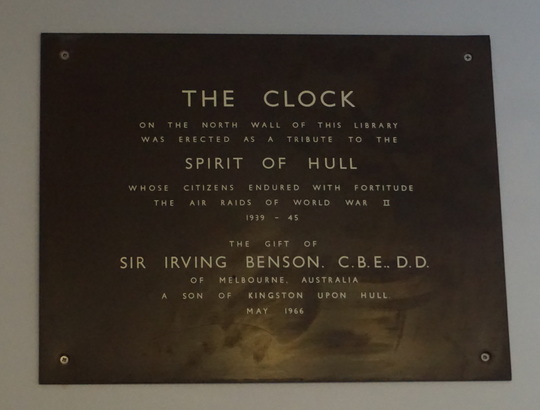 THE CLOCK
ON THE NORTH WALL OF THIS LIBRARY
WAS ERECTED AS A TRIBUTE TO THE
SPIRIT OF HULL
WHOSE CITIZENS ENDURED WITH FORTITUDE
THE AIR RAIDS OF WORLD WAR II
1939 - 45
THE GIFT OF
SIR IRVING BENSON. C.B.E., D.D.
OF MELBOURNE, AUSTRALIA
A SON OF KINGSTON UPON HULL
MAY 1966